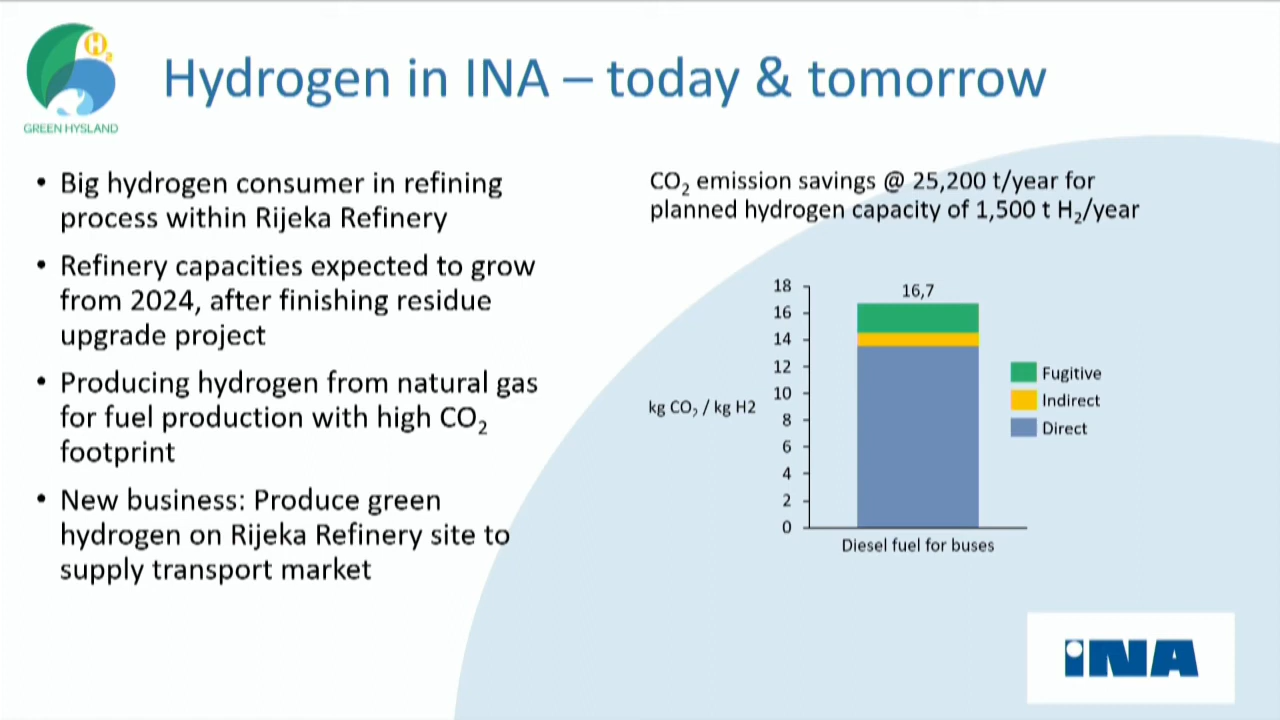 H2
GREEN HYSLAND
Hydrogen in INA – today & tomorrow
• Big hydrogen consumer in refining
process within Rijeka Refinery
• Refinery capacities expected to grow
from 2024, after finishing residue
upgrade project
• Producing hydrogen from natural gas
for fuel production with high CO₂
footprint
• New business: Produce green
hydrogen on Rijeka Refinery site to
supply transport market
CO₂ emission savings @ 25,200 t/year for
planned hydrogen capacity of 1,500 t H₂/year
kg CO₂ / kg H2
18
16
14
12
10
8
6
4
2
0
16,7
Diesel fuel for buses
Fugitive
Indirect
Direct
INA